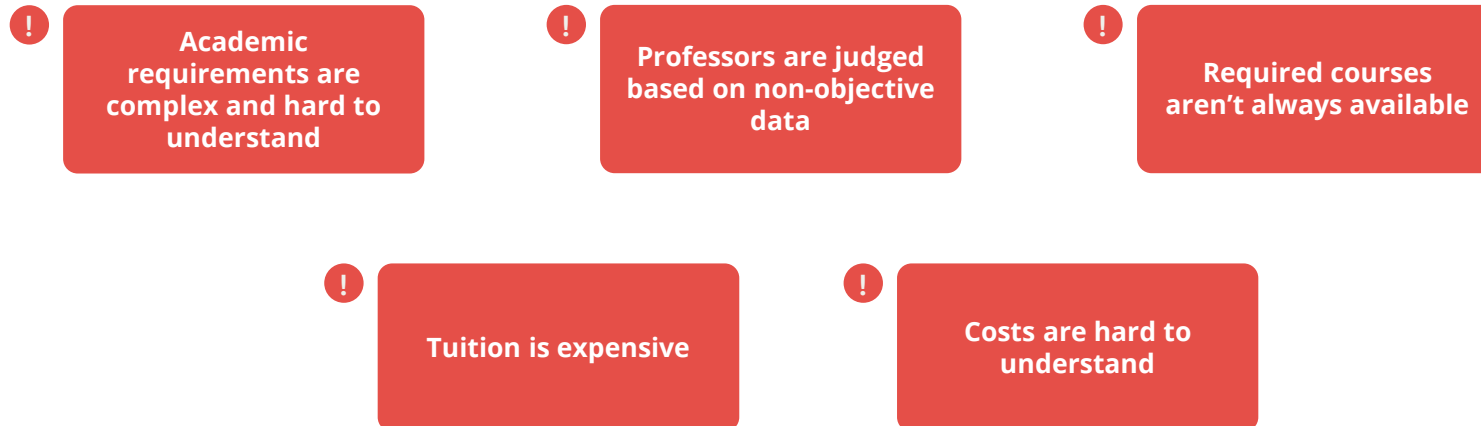 !
Academic
requirements are
complex and hard to
understand
!
Professors are judged
based on non-objective
data
!
Required courses
aren’t always available
!
Tuition is expensive
!
Costs are hard to
understand